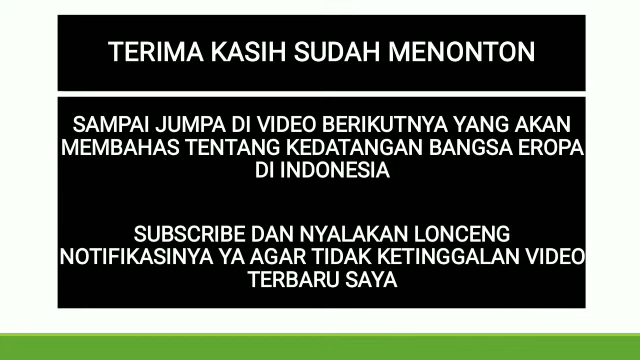 TERIMA KASIH SUDAH MENONTON
SAMPAI JUMPA DI VIDEO BERIKUTNYA YANG AKAN
MEMBAHAS TENTANG KEDATANGAN BANGSA EROPA
DI INDONESIA
SUBSCRIBE DAN NYALAKAN LONCENG
NOTIFIKASINYA YA AGAR TIDAK KETINGGALAN VIDEO
TERBARU SAYA